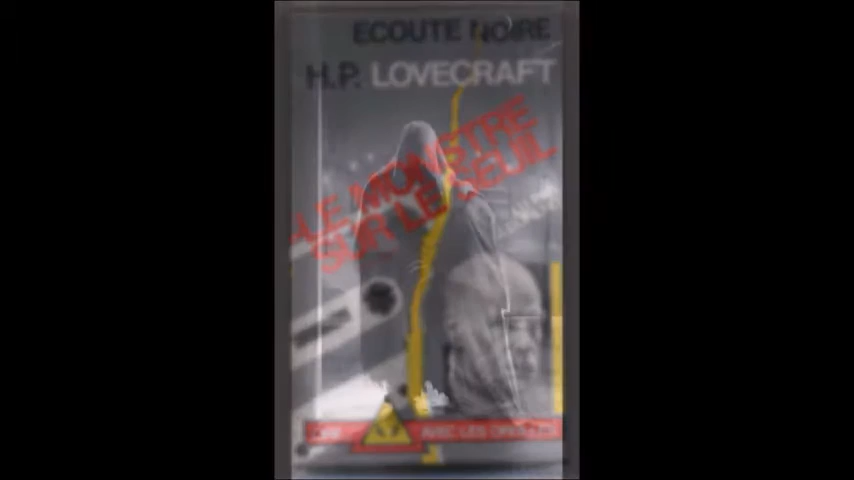 ECOUTE NOIRE
H.P. LOVECRAFT
LE MONSTRE
SUR LE SEUIL
AVEC LES